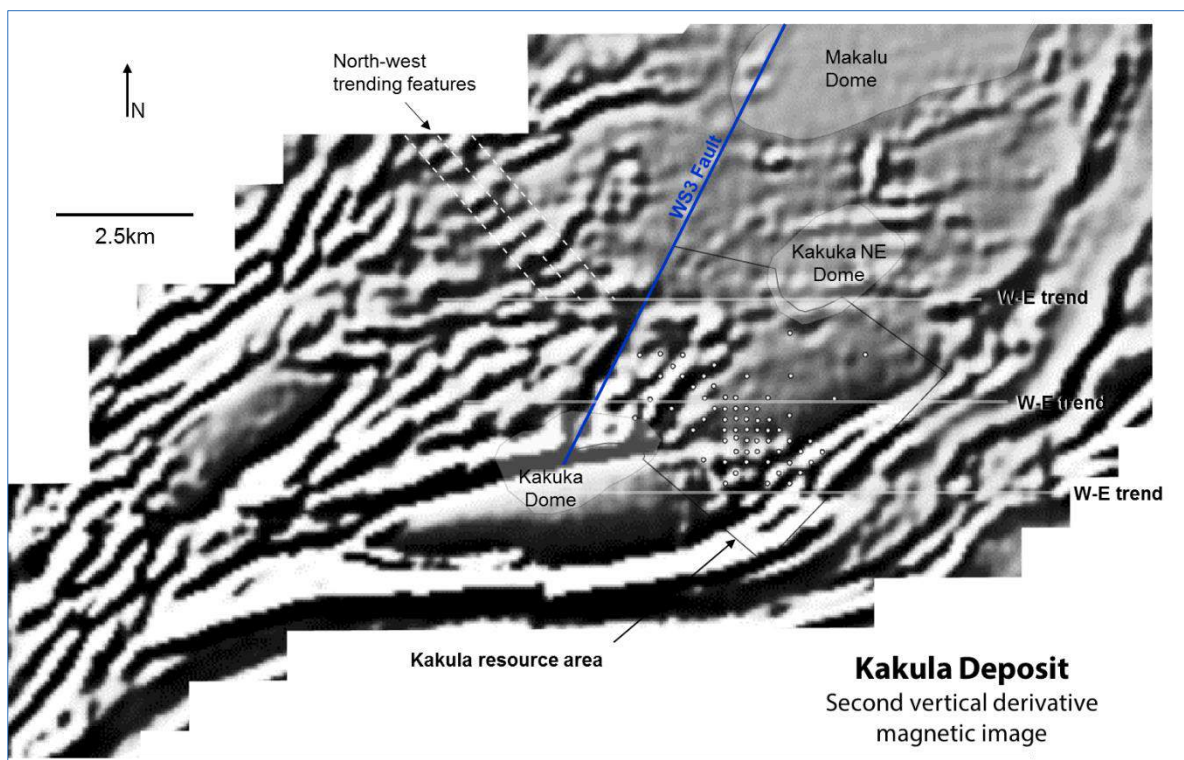 North-west
trending features
N
2.5km
Makalu
Dome
WS3 Fault
Kakuka NE
Dome
W-E trend
W-E trend
Kakuka
Dome
W-E trend
Kakula resource area
Kakula Deposit
Second vertical derivative
magnetic image